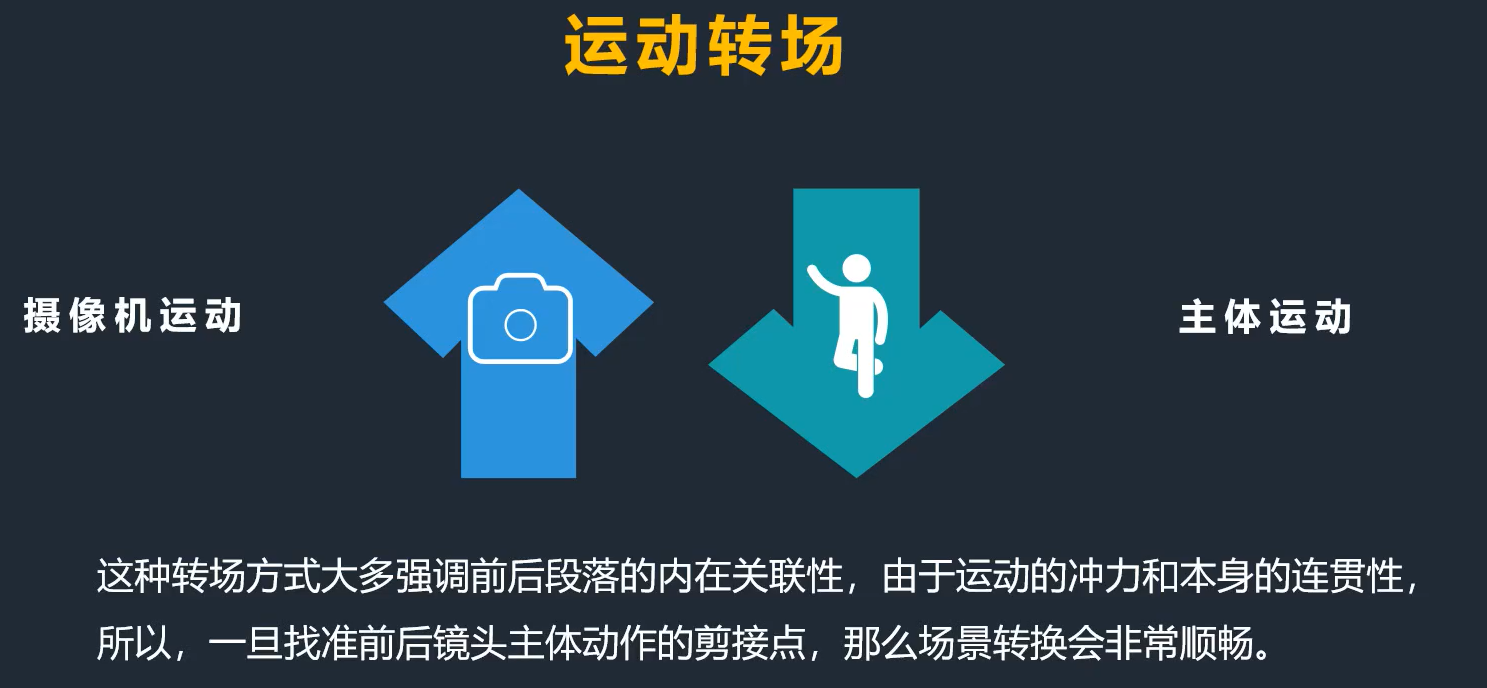 运动转场
摄像机运动
主体运动
这种转场方式大多强调前后段落的内在关联性，由于运动的冲力和本身的连贯性，
所以，一旦找准前后镜头主体动作的剪接点，那么场景转换会非常顺畅。